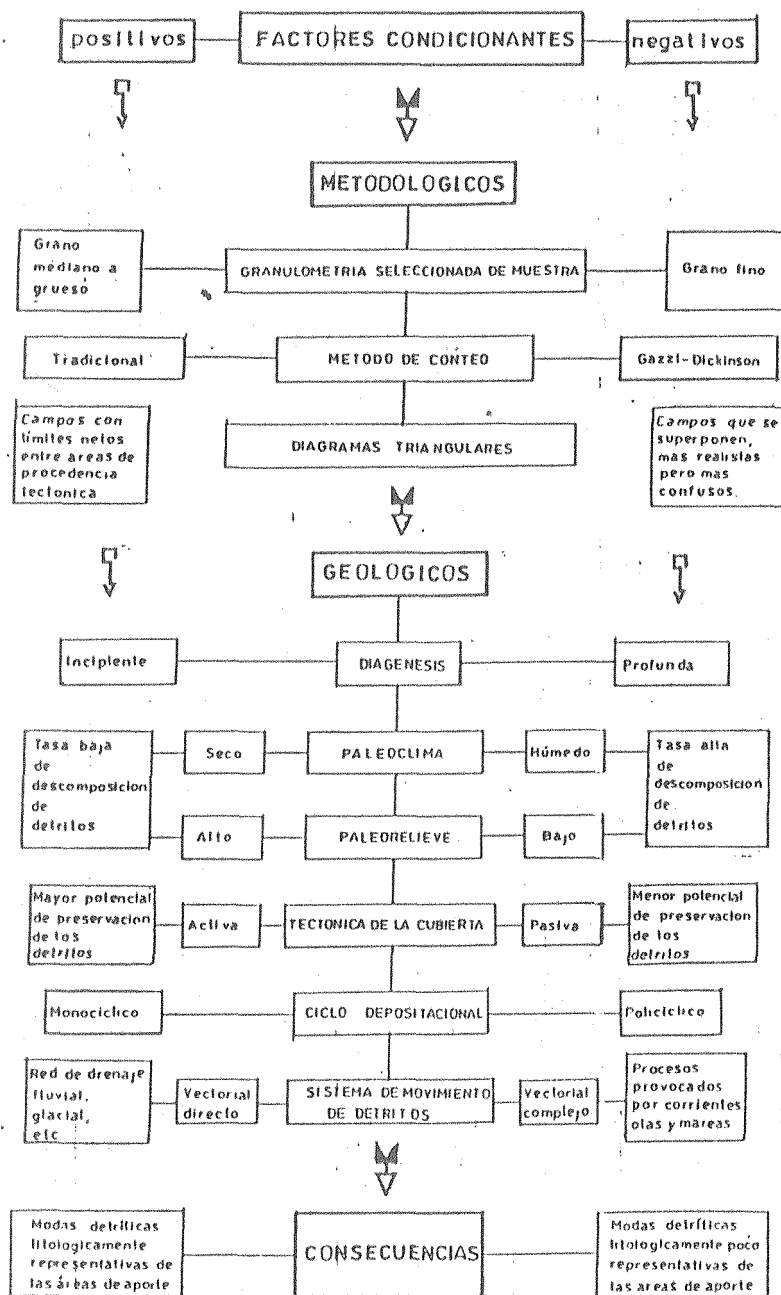 positivos
FACTORES CONDICIONANTES
negativos
METODOLOGICOS
Grano
mediano a
grueso
GRANULOMETRIA SELECCIONADA DE MUESTRA
Grano fino
Tradicional
METODO DE CONTEO
Gazzi-Dickinson
Campos con
límites netos
entre areas de
procedencia
tectonica
DIAGRAMAS TRIANGULARES
Campos que se
superponen,
mas realistas
pero mas
confusos.
GEOLOGICOS
Incipiente
DIAGENESIS
Profunda
Tasa baja
de
descomposicion
de
detritos
Seco
PALEOCLIMA
Húmedo
Tasa alta
de
descomposicion
de
detritos
Alto
PALEORELIEVE
Bajo
Mayor potencial
de preservacion
de los
detritos
Activa
TECTONICA DE LA CUBIERTA
Pasiva
Menor potencial
de preservacion
de los
detritos
Monociclico
CICLO DEPOSITACIONAL
Policíclico
Red de drenaje
fluvial,
glacial,
etc
Vectorial
directo
SISTEMA DE MOVIMIENTO
DE DETRITOS
Vectorial
complejo
Procesos
provocados
por corrientes
olas y mareas
Modas detríticas
litologicamente
representativas de
las áreas de aporte
CONSECUENCIAS
Modas detríticas
litologicamente poco
representativas de
las areas de aporte